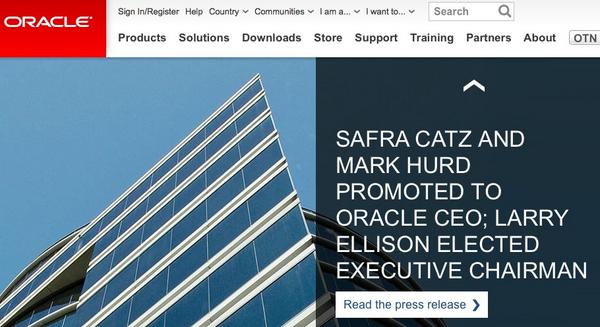 ORACLE®
Sign In/Register Help Country Communities I am a... I want to... Search
Products Solutions Downloads Store Support Training Partners About OTN
SAFRA CATZ AND
MARK HURD
PROMOTED TO
ORACLE CEO; LARRY
ELLISON ELECTED
EXECUTIVE CHAIRMAN
Read the press release ❯